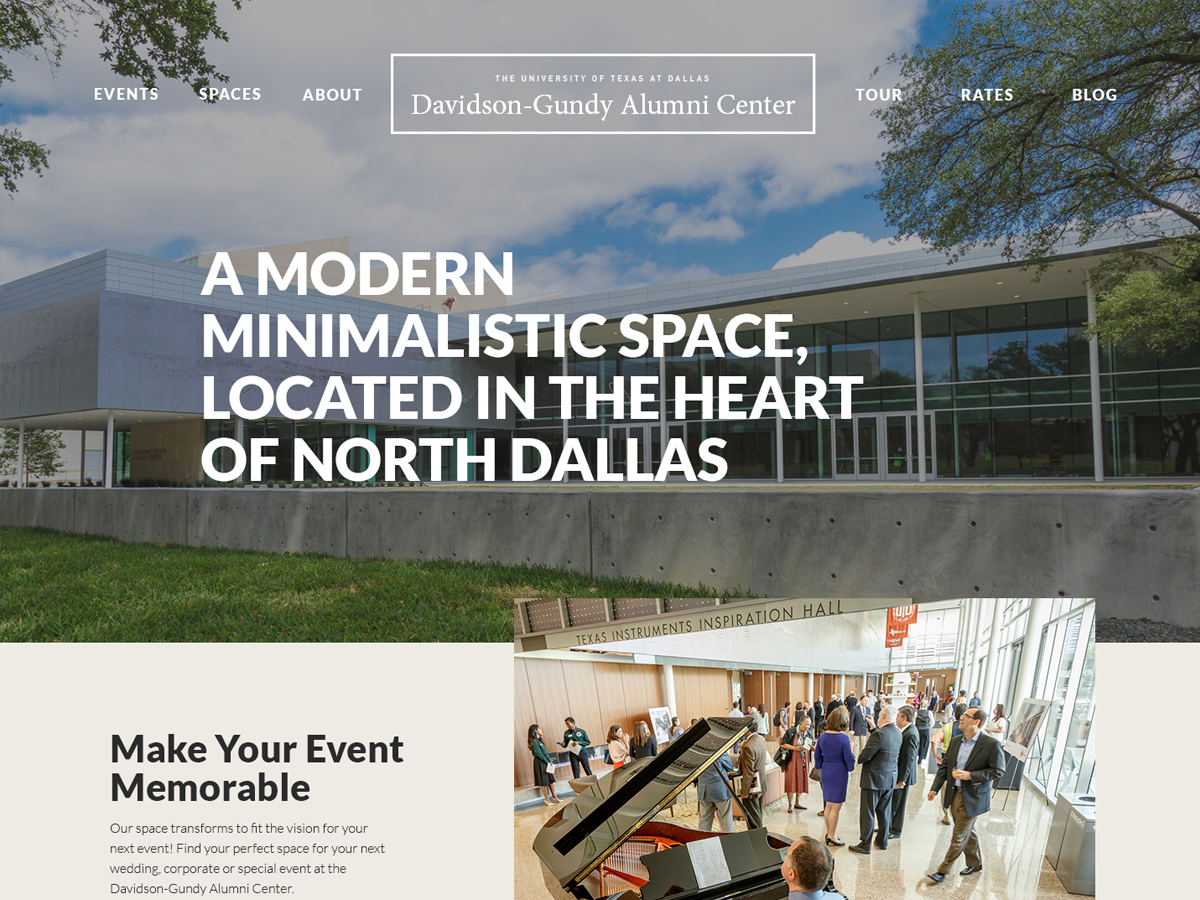 EVENTS SPACES ABOUT
THE UNIVERSITY OF TEXAS AT DALLAS
Davidson-Gundy Alumni Center
TOUR RATES BLOG
A MODERN
MINIMALISTIC SPACE,
LOCATED IN THE HEART
OF NORTH DALLAS
TEXAS INSTRUMENTS INSPIRATION HALL
UTD
Make Your Event
Memorable
Our space transforms to fit the vision for your
next event! Find your perfect space for your next
wedding, corporate or special event at the
Davidson-Gundy Alumni Center.